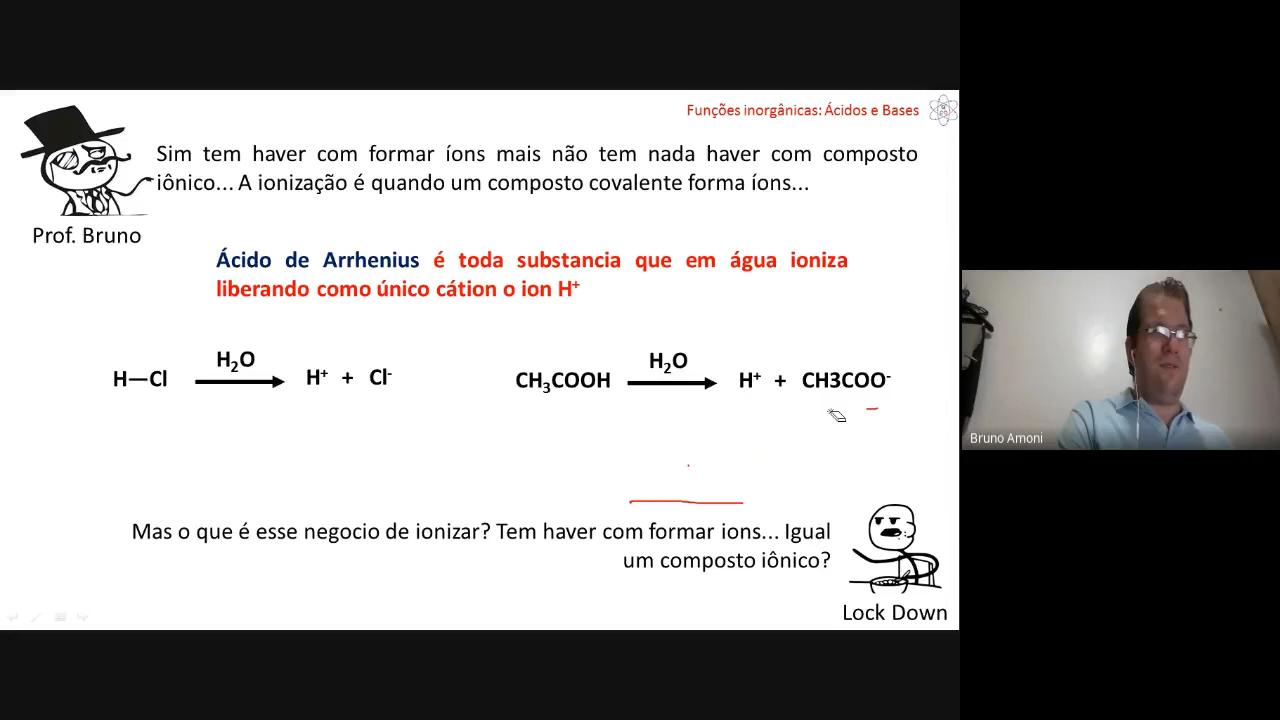 Funções inorgânicas: Ácidos e Bases
Sim tem haver com formar íons mais não tem nada haver com composto
iônico... A ionização é quando um composto covalente forma íons...
Prof. Bruno
Ácido de Arrhenius é toda substancia que em água ioniza
liberando como único cátion o ion H⁺
H—Cl H₂O H⁺ + Cl⁻
CH₃COOH H₂O H⁺ + CH3COO⁻
Bruno Amoni
Mas o que é esse negocio de ionizar? Tem haver com formar ions... Igual
um composto iônico?
Lock Down